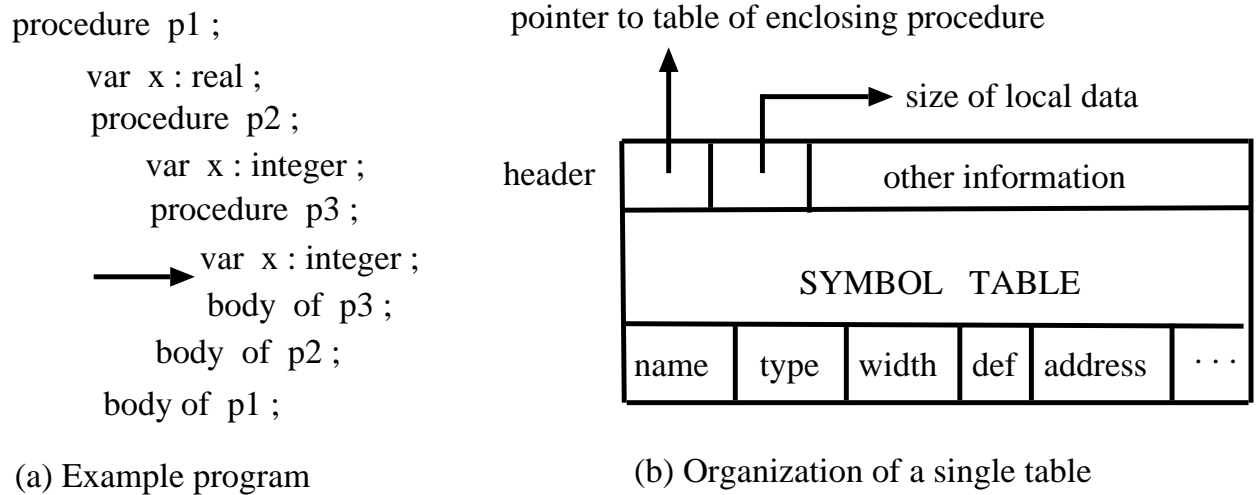 procedure p1 ;
var x : real ;
procedure p2 ;
var x : integer ;
procedure p3 ;
var x : integer ;
body of p3 ;
body of p2 ;
body of p1 ;
(a) Example program
pointer to table of enclosing procedure
size of local data
header
other information
SYMBOL TABLE
name type width def address . . .
(b) Organization of a single table